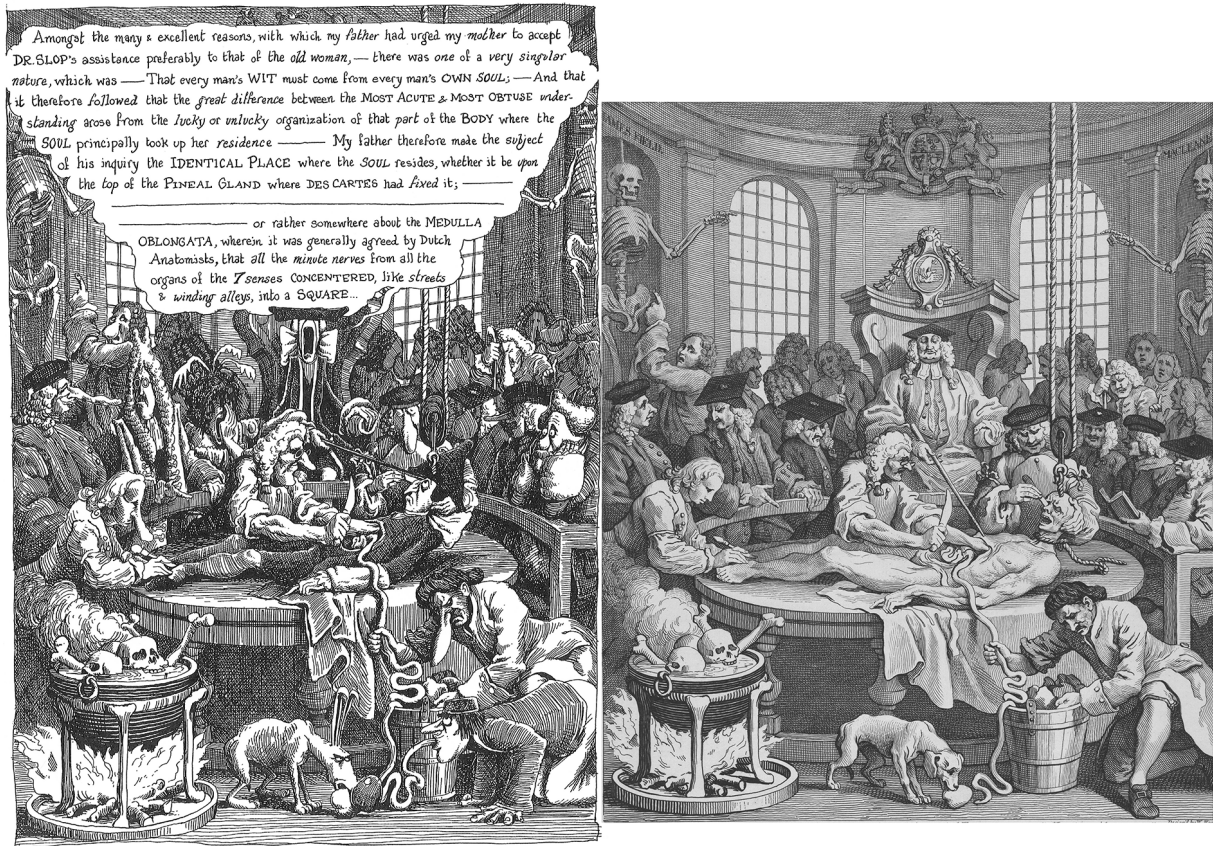 Amongst the many & excellent reasons, with which my father had urged my mother to accept
DR. SLOP'S assistance preferably to that of the old woman, — there was one of a very singular
nature, which was —— That every man's WIT must come from every man's OWN SOUL; — And that
it therefore followed that the great difference between the MOST ACUTE & MOST OBTUSE under-
standing arose from the lucky or unlucky organization of that part of the BODY where the
SOUL principally took up her residence —— My father therefore made the subject
of his inquiry the IDENTICAL PLACE where the SOUL resides, whether it be upon
the top of the PINEAL GLAND where DES CARTES had fixed it; ——
—— or rather somewhere about the MEDULLA
OBLONGATA, wherein it was generally agreed by Dutch
Anatomists, that all the minute nerves from all the
organs of the 7 senses CONCENTERED, like streets
& winding alleys, into a SQUARE...
JAMES FIELD